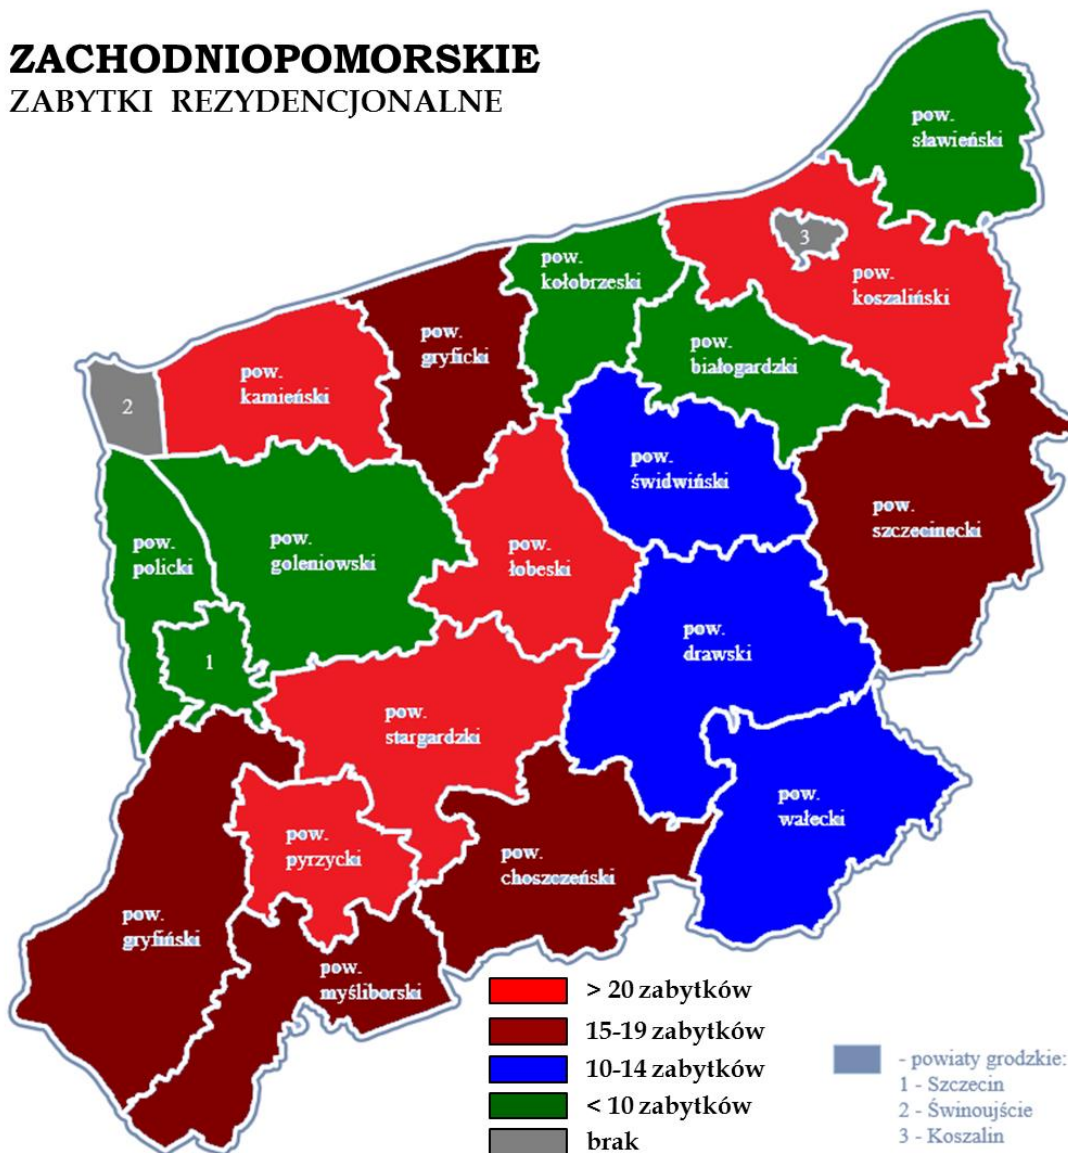 ZACHODNIOPOMORSKIE
ZABYTKI REZYDENCJONALNE
pow.
sławieński
3
pow.
kołobrzeski
pow.
koszaliński
pow.
gryficki
pow.
białogardzki
pow.
kamieński
2
pow.
świdwiński
pow.
szczecinecki
pow.
policki
pow.
goleniowski
pow.
łobeski
1
pow.
drawski
pow.
stargardzki
pow.
wałecki
pow.
pyrzycki
pow.
choszczeński
pow.
gryfiński
pow.
myśliborski
> 20 zabytków
15-19 zabytków
10-14 zabytków
< 10 zabytków
brak
- powiaty grodzkie:
1 - Szczecin
2 - Świnoujście
3 - Koszalin